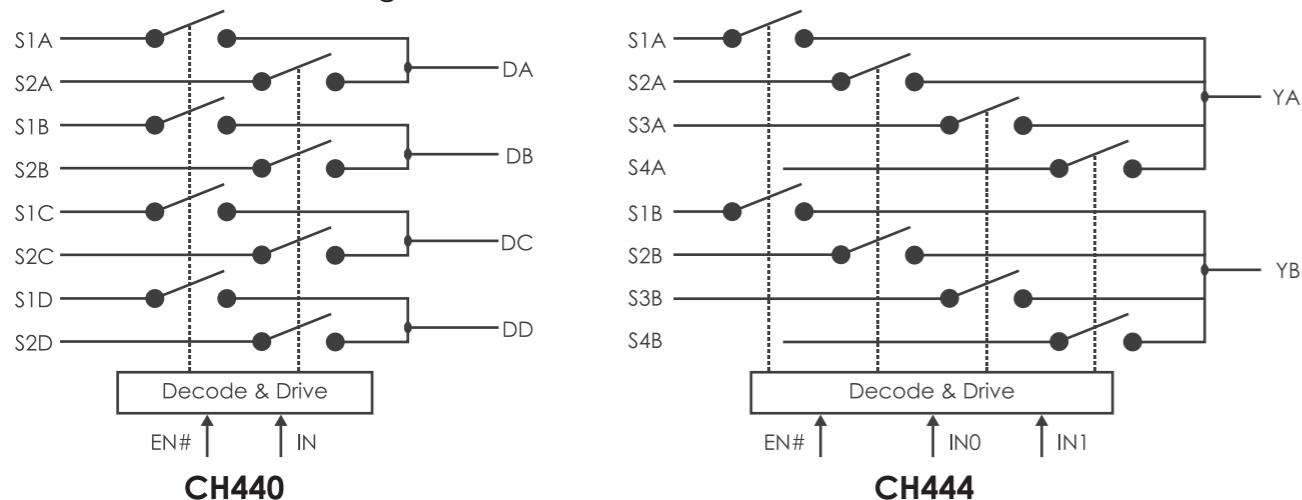 S1A
S2A
S1B
S2B
S1C
S2C
S1D
S2D
DA
DB
DC
DD
Decode & Drive
EN#
IN
CH440
S1A
S2A
S3A
S4A
S1B
S2B
S3B
S4B
YA
YB
Decode & Drive
EN#
IN0
IN1
CH444